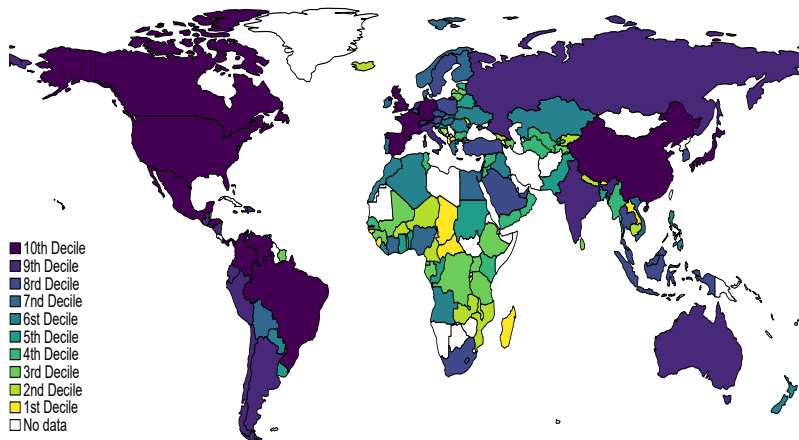 10th Decile
9th Decile
8rd Decile
7rd Decile
6st Decile
5th Decile
4th Decile
3rd Decile
2nd Decile
1st Decile
No data